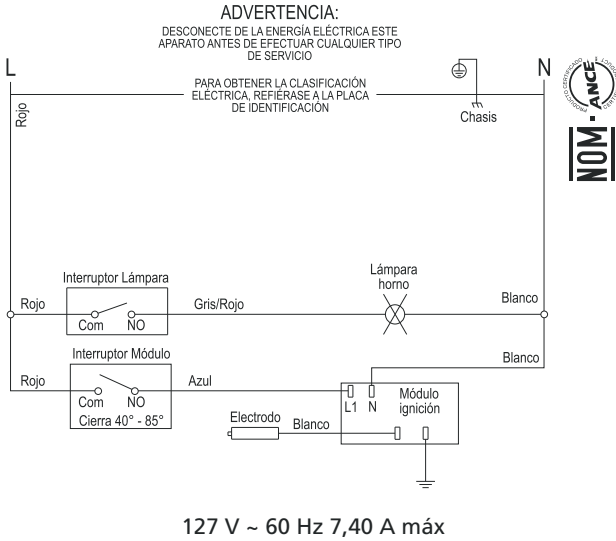 ADVERTENCIA:
DESCONECTE DE LA ENERGÍA ELÉCTRICA ESTE
APARATO ANTES DE EFECTUAR CUALQUIER TIPO
DE SERVICIO
L
N
PARA OBTENER LA CLASIFICACIÓN
ELÉCTRICA, REFIÉRASE A LA PLACA
DE IDENTIFICACIÓN
Chasis
Rojo
PRODUCTO CERTIFICADO
ANCE
NOM
Interruptor Lámpara
Lámpara
horno
Rojo
Com
NO
Gris/Rojo
Blanco
Interruptor Módulo
Blanco
Rojo
Com
NO
Cierra 40° - 85°
Azul
L1
N
Módulo
ignición
Electrodo
Blanco
127 V ~ 60 Hz 7,40 A máx